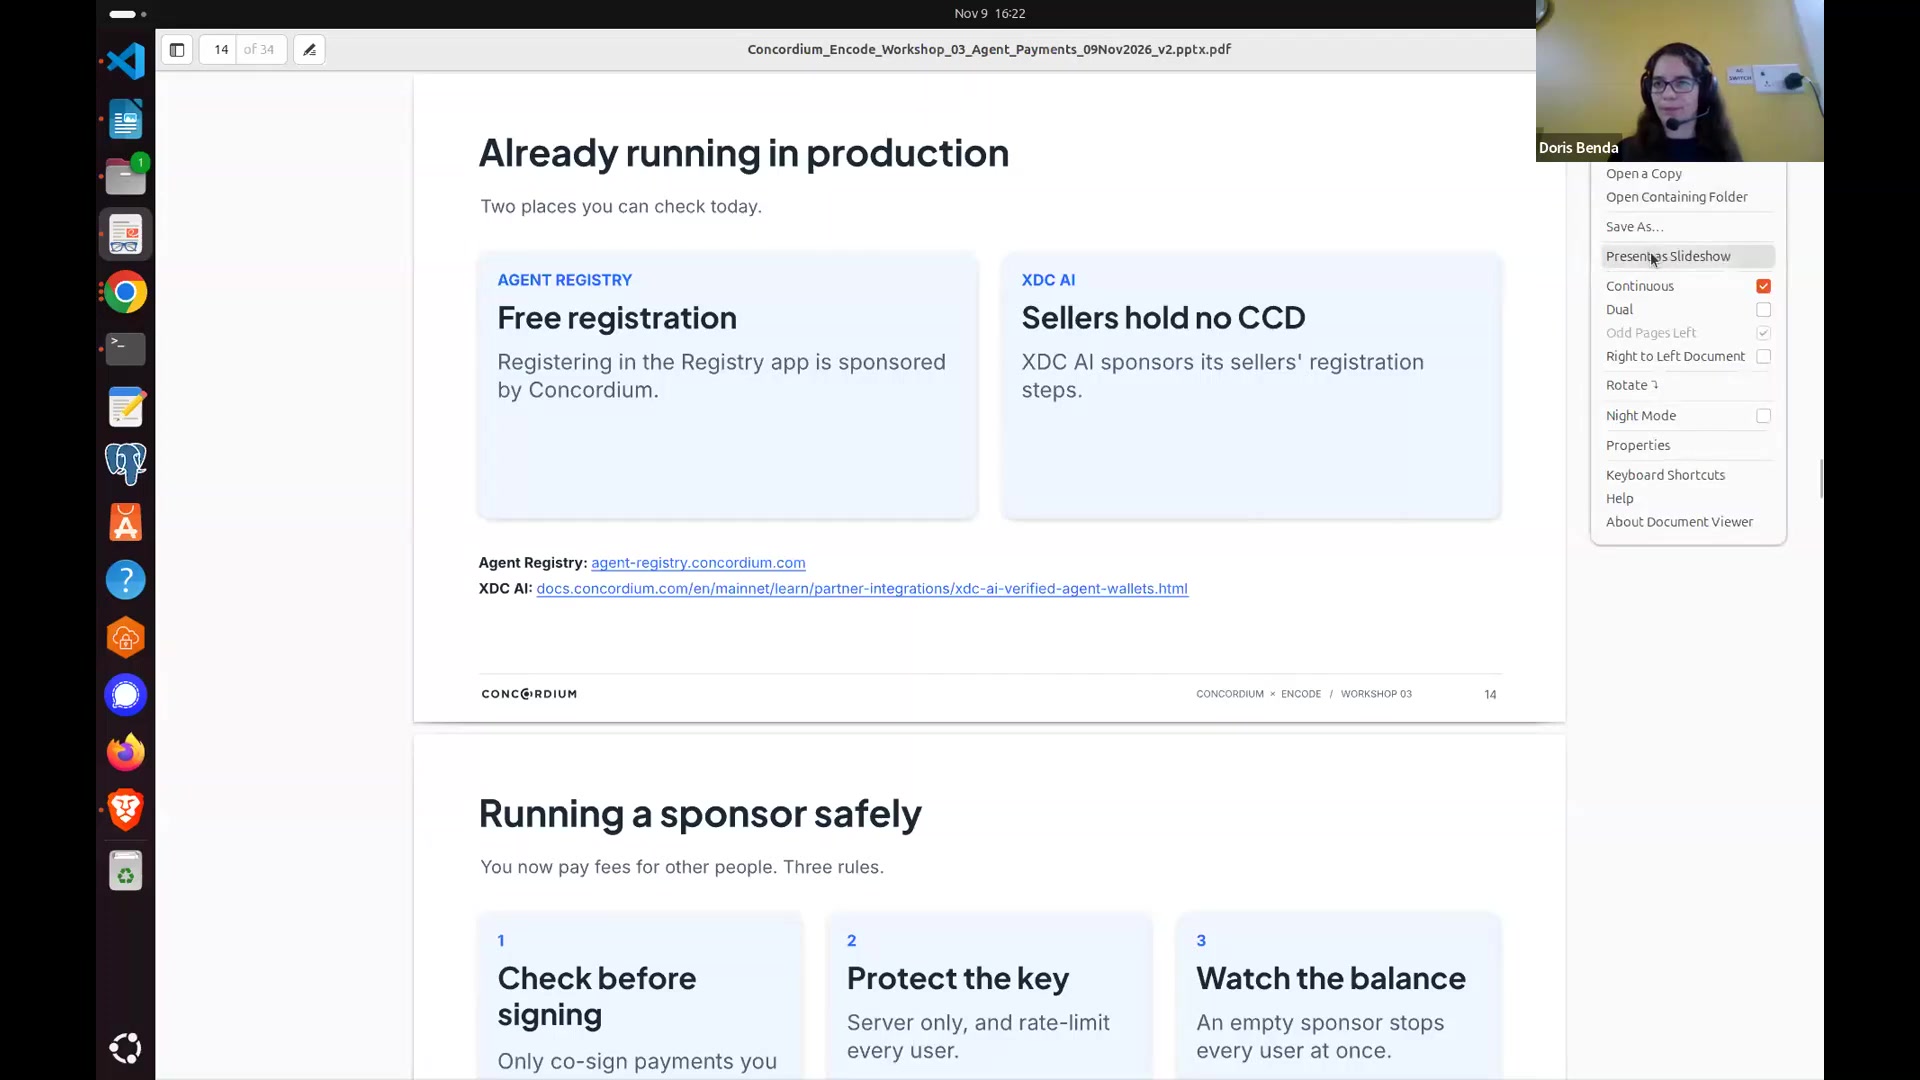 Nov 9 16:22
14 of 34
Concordium_Encode_Workshop_03_Agent_Payments_09Nov2026_v2.pptx.pdf
AC
SWITCH
Doris Benda
Already running in production
Two places you can check today.
AGENT REGISTRY
Free registration
Registering in the Registry app is sponsored
by Concordium.
XDC AI
Sellers hold no CCD
XDC AI sponsors its sellers' registration
steps.
Agent Registry: agent-registry.concordium.com
XDC AI: docs.concordium.com/en/mainnet/learn/partner-integrations/xdc-ai-verified-agent-wallets.html
CONCORDIUM
CONCORDIUM × ENCODE / WORKSHOP 03
14
Open a Copy
Open Containing Folder
Save As…
Present as Slideshow
Continuous
Dual
Odd Pages Left
Right to Left Document
Rotate
Night Mode
Properties
Keyboard Shortcuts
Help
About Document Viewer
Running a sponsor safely
You now pay fees for other people. Three rules.
1
Check before
signing
Only co-sign payments you
2
Protect the key
Server only, and rate-limit
every user.
3
Watch the balance
An empty sponsor stops
every user at once.
1